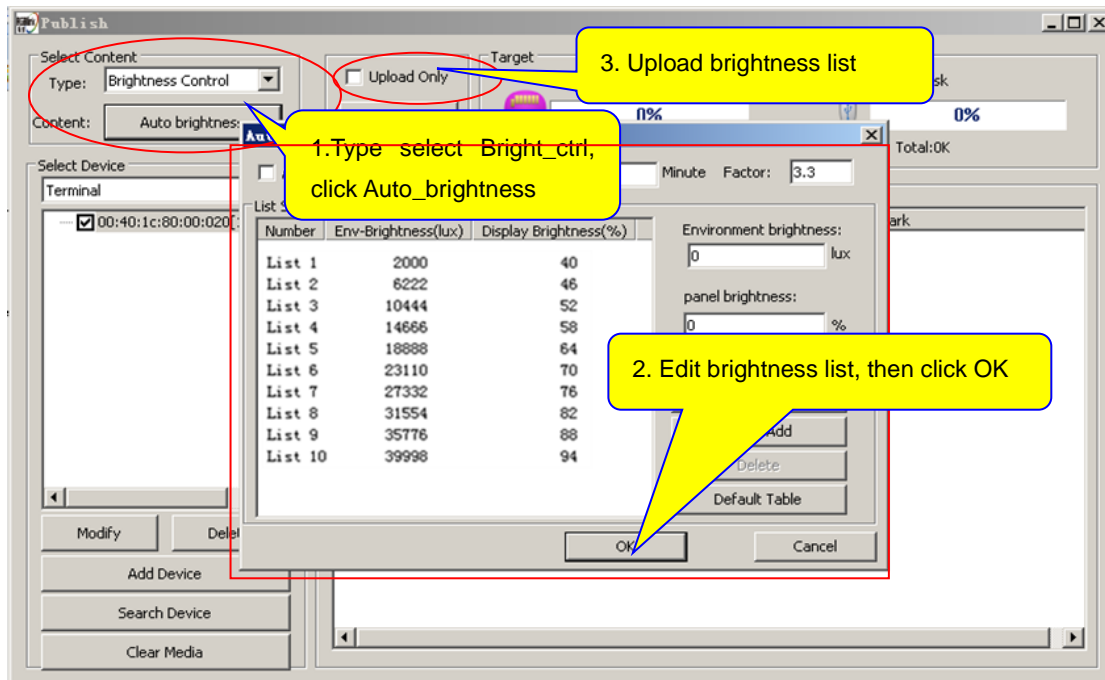 Publish
Select Content
Type: Brightness Control
Content: Auto brightness
Upload Only
Target
3. Upload brightness list
0%
0%
Total:0K
1.Type select Bright_ctrl,
click Auto_brightness
Minute Factor: 3.3
Select Device
Terminal
00:40:1c:80:00:020[
Number Env-Brightness(lux) Display Brightness(%)
List 1 2000 40
List 2 6222 46
List 3 10444 52
List 4 14666 58
List 5 18888 64
List 6 23110 70
List 7 27332 76
List 8 31554 82
List 9 35776 88
List 10 39998 94
Environment brightness:
0 lux
panel brightness:
0 %
2. Edit brightness list, then click OK
Add
Delete
Default Table
OK
Cancel
Modify
Delet
Add Device
Search Device
Clear Media